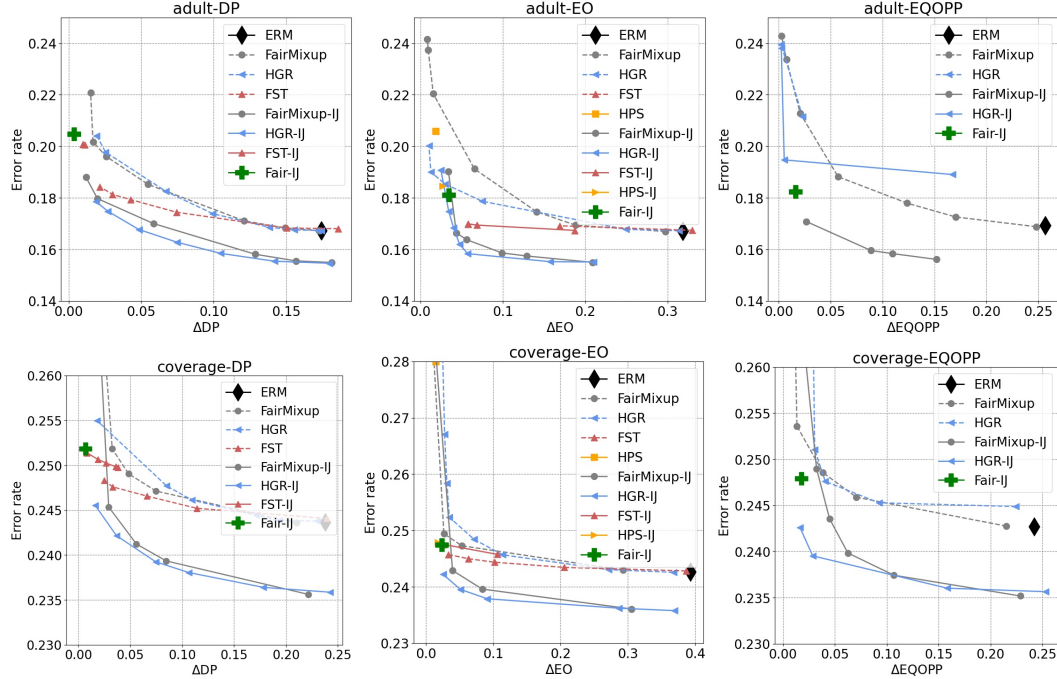 adult-DP
0.24
0.22
0.20
0.18
0.16
0.14
Error rate
0.00
0.05
0.10
0.15
ΔDP
ERM
FairMixup
HGR
FST
FairMixup-IJ
HGR-IJ
FST-IJ
Fair-IJ
adult-EO
0.24
0.22
0.20
0.18
0.16
0.14
Error rate
0.0
0.1
0.2
0.3
ΔEO
ERM
FairMixup
HGR
FST
HPS
FairMixup-IJ
HGR-IJ
FST-IJ
HPS-IJ
Fair-IJ
adult-EQOPP
0.24
0.22
0.20
0.18
0.16
0.14
Error rate
0.00
0.05
0.10
0.15
0.20
0.25
ΔEQOPP
ERM
FairMixup
HGR
FairMixup-IJ
HGR-IJ
Fair-IJ
coverage-DP
0.260
0.255
0.250
0.245
0.240
0.235
0.230
Error rate
0.00
0.05
0.10
0.15
0.20
0.25
ΔDP
ERM
FairMixup
HGR
FST
FairMixup-IJ
HGR-IJ
FST-IJ
Fair-IJ
coverage-EO
0.28
0.27
0.26
0.25
0.24
0.23
Error rate
0.0
0.1
0.2
0.3
0.4
ΔEO
ERM
FairMixup
HGR
FST
HPS
FairMixup-IJ
HGR-IJ
FST-IJ
HPS-IJ
Fair-IJ
coverage-EQOPP
0.260
0.255
0.250
0.245
0.240
0.235
0.230
Error rate
0.00
0.05
0.10
0.15
0.20
0.25
ΔEQOPP
ERM
FairMixup
HGR
FairMixup-IJ
HGR-IJ
Fair-IJ